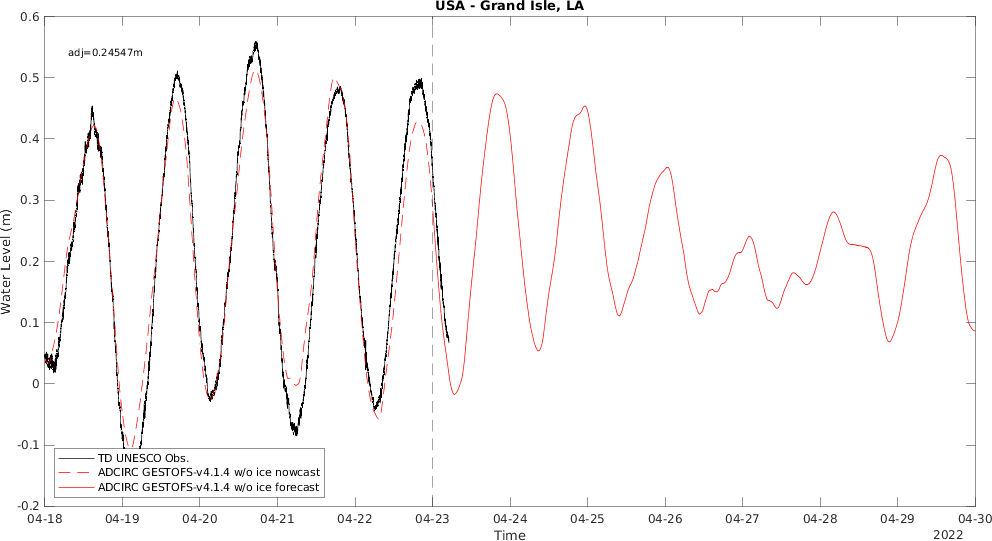 USA - Grand Isle, LA
adj=0.24547m
0.6
0.5
0.4
0.3
0.2
0.1
0
-0.1
-0.2
Water Level (m)
TD UNESCO Obs.
ADCIRC GESTOFS-v4.1.4 w/o ice nowcast
ADCIRC GESTOFS-v4.1.4 w/o ice forecast
04-18 04-19 04-20 04-21 04-22 04-23 04-24 04-25 04-26 04-27 04-28 04-29 04-30
Time
2022